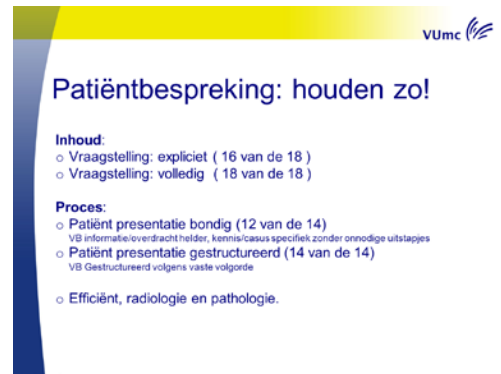 VUmc
Patiëntbespreking: houden zo!
Inhoud:
o Vraagstelling: expliciet ( 16 van de 18 )
o Vraagstelling: volledig ( 18 van de 18 )
Proces:
o Patiënt presentatie bondig (12 van de 14)
VB informatie/overdracht helder, kennis/casus specifiek zonder onnodige uitstapjes
o Patiënt presentatie gestructureerd (14 van de 14)
VB Gestructureerd volgens vaste volgorde
o Efficiënt, radiologie en pathologie.